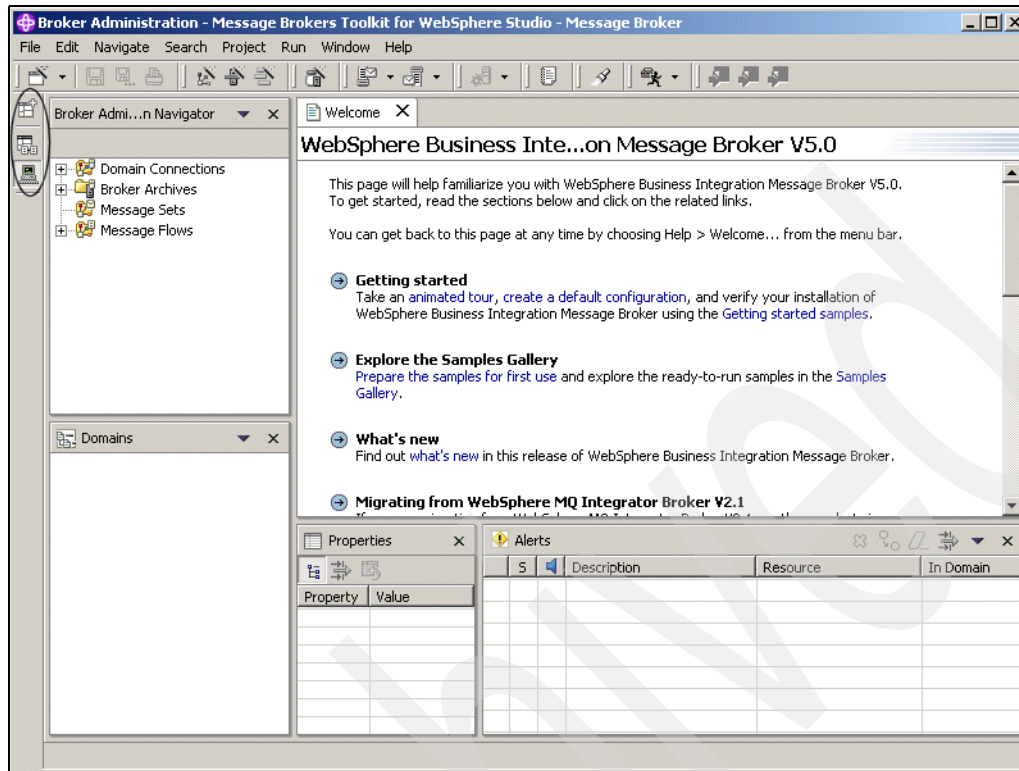 Broker Administration - Message Brokers Toolkit for WebSphere Studio - Message Broker
File Edit Navigate Search Project Run Window Help
Broker Admi...n Navigator
Domain Connections
Broker Archives
Message Sets
Message Flows
Domains
Welcome
WebSphere Business Inte...on Message Broker V5.0
This page will help familiarize you with WebSphere Business Integration Message Broker V5.0.
To get started, read the sections below and click on the related links.
You can get back to this page at any time by choosing Help > Welcome... from the menu bar.
Getting started
Take an animated tour, create a default configuration, and verify your installation of
WebSphere Business Integration Message Broker using the Getting started samples.
Explore the Samples Gallery
Prepare the samples for first use and explore the ready-to-run samples in the Samples
Gallery.
What's new
Find out what's new in this release of WebSphere Business Integration Message Broker.
Migrating from WebSphere MQ Integrator Broker V2.1
Properties
Property Value
Alerts
S Description Resource In Domain